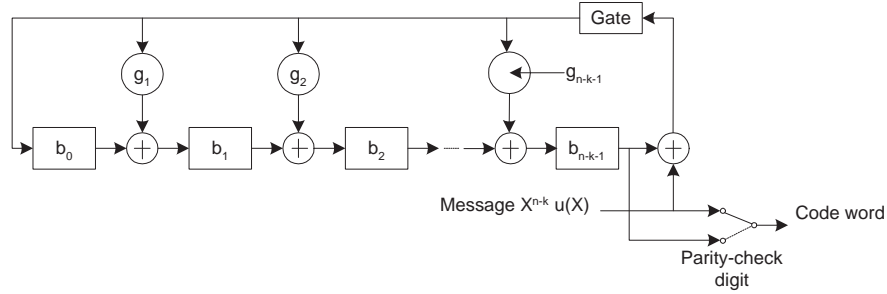 Gate
g₁
g₂
gₙ₋ₖ₋₁
b₀
b₁
b₂
bₙ₋ₖ₋₁
Message Xⁿ⁻ᵏ u(X)
Code word
Parity-check
digit